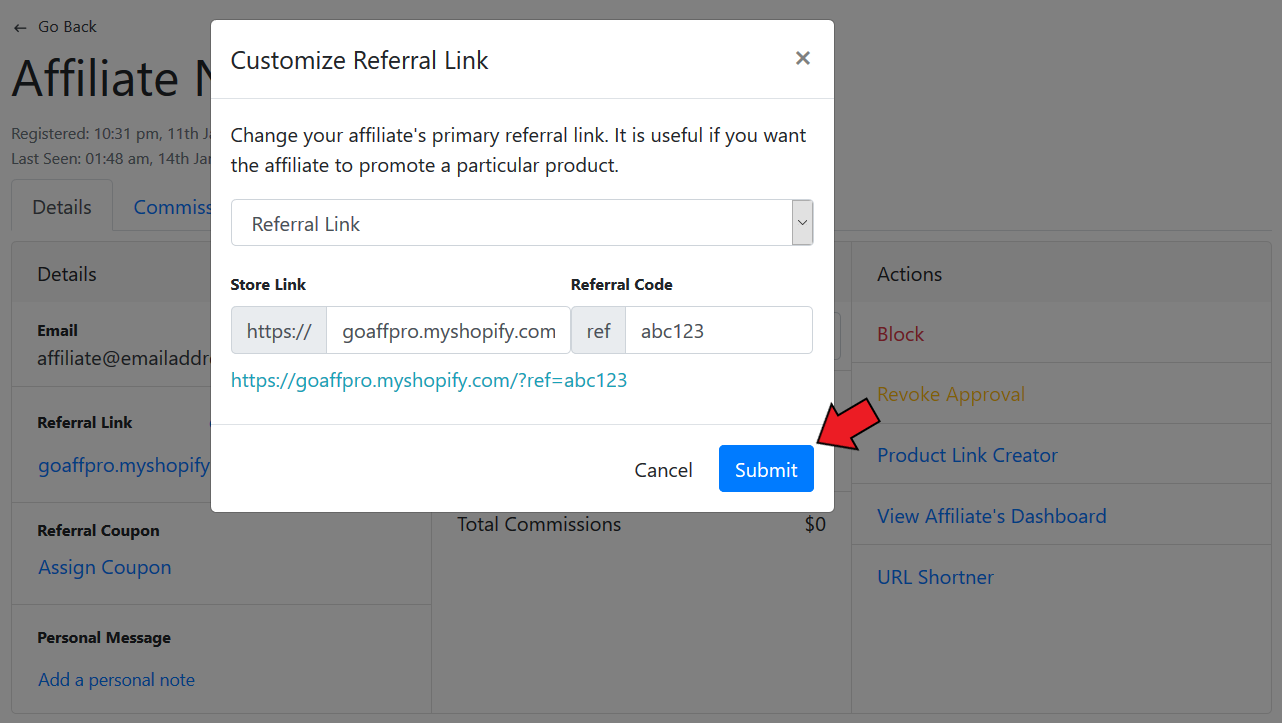 ← Go Back
Affiliate
Registered: 10:31 pm, 11th
Last Seen: 01:48 am, 14th Jan
Details
Commiss
Customize Referral Link
×
Change your affiliate's primary referral link. It is useful if you want
the affiliate to promote a particular product.
Referral Link
Store Link Referral Code
https:// goaffpro.myshopify.com ref abc123
https://goaffpro.myshopify.com/?ref=abc123
Cancel Submit
Details
Email
affiliate@emailaddre
Referral Link
goaffpro.myshopify
Referral Coupon
Assign Coupon
Personal Message
Add a personal note
Total Commissions $0
Actions
Block
Revoke Approval
Product Link Creator
View Affiliate's Dashboard
URL Shortner